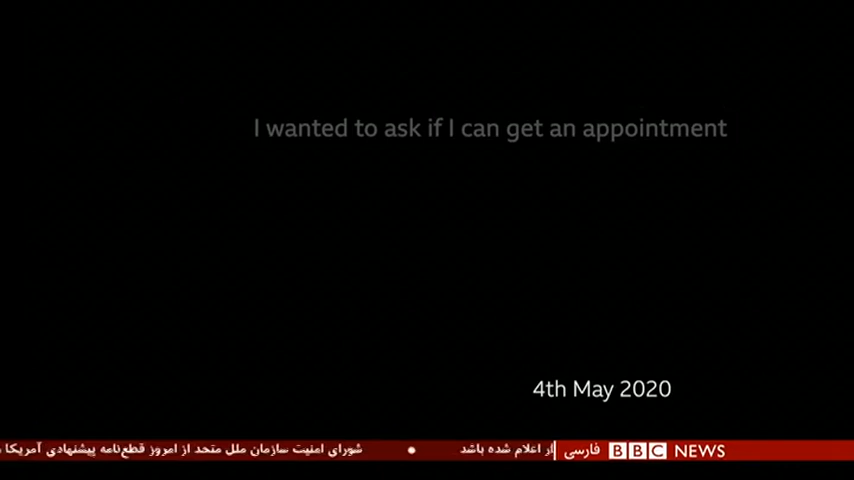 I wanted to ask if I can get an appointment
4th May 2020
شورای امنیت سازمان ملل متحد از امروز قطع‌نامه پیشنهادی آمریکا • از اعلام شده باشد
فارسی BBC NEWS